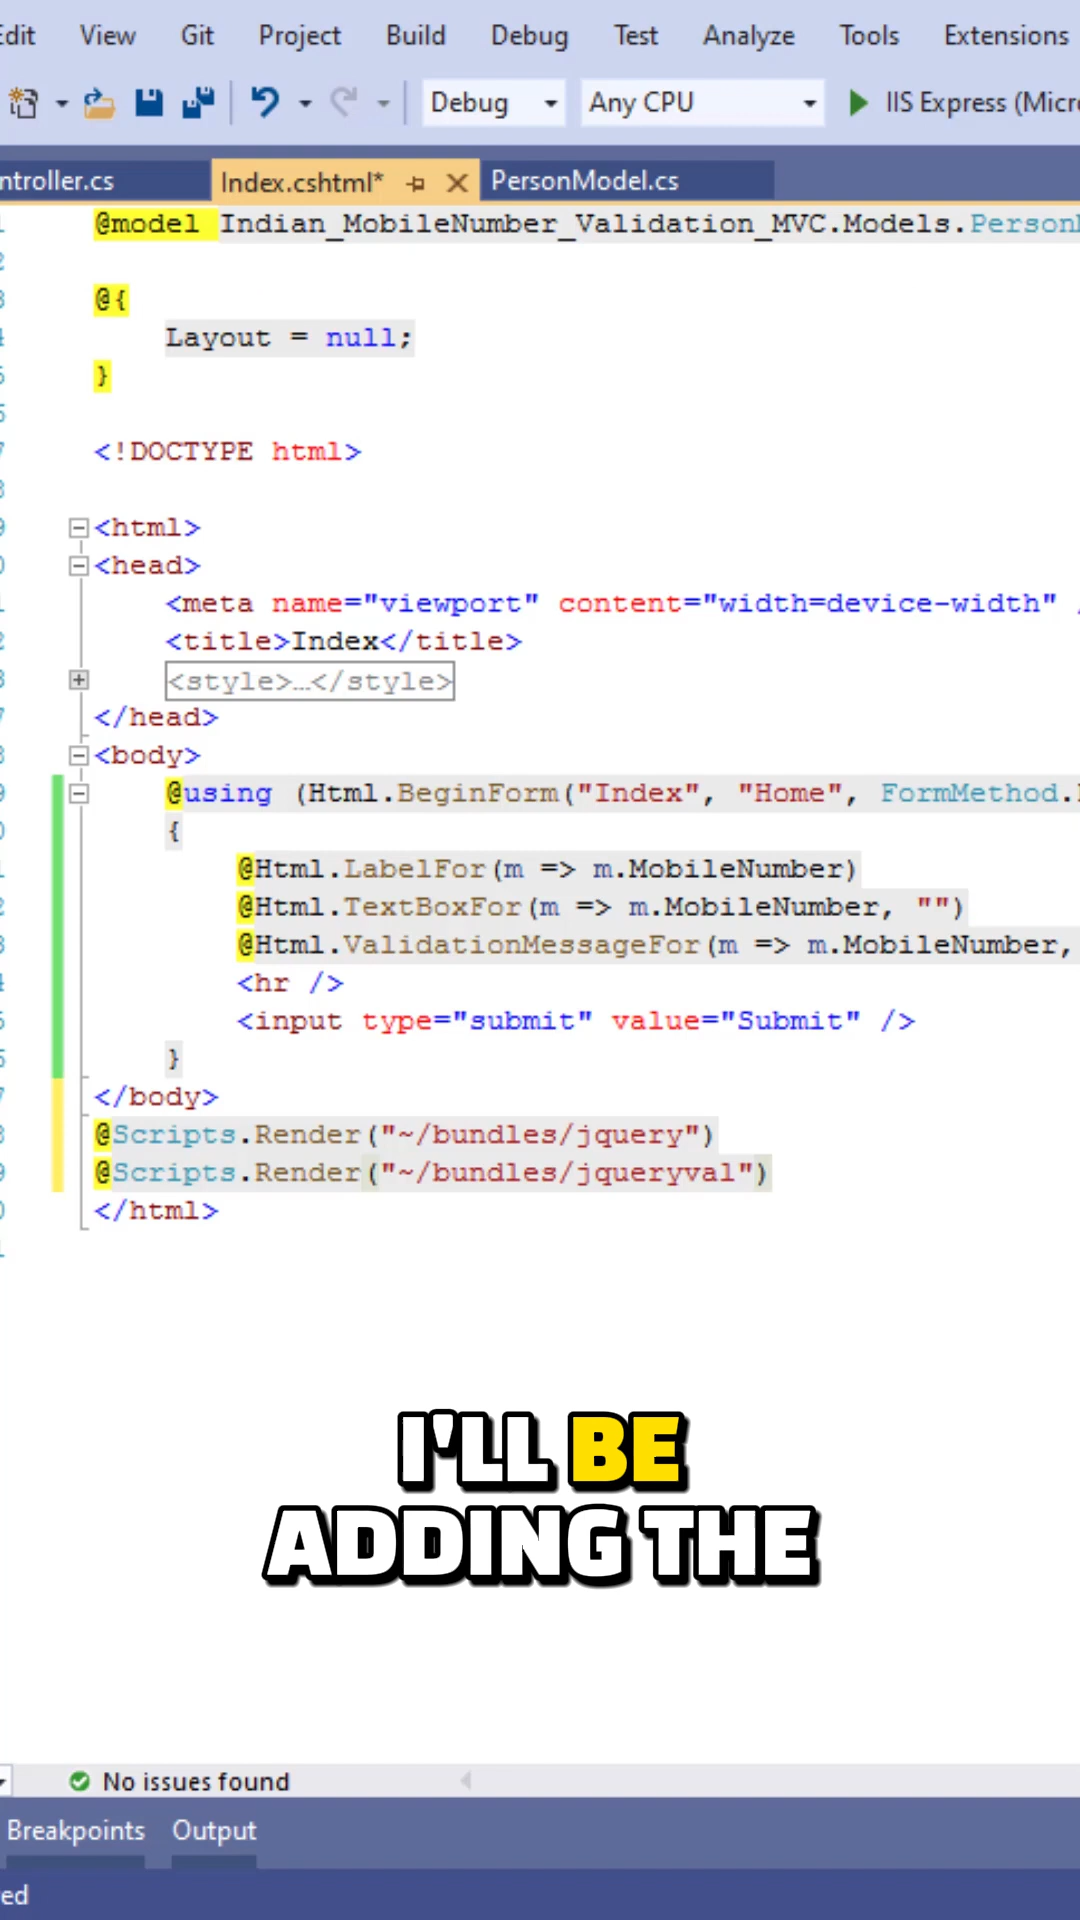 Edit View Git Project Build Debug Test Analyze Tools Extensions
Debug Any CPU IIS Express (Micro
ntroller.cs Index.cshtml* PersonModel.cs
@model Indian_MobileNumber_Validation_MVC.Models.Person
@{
Layout = null;
}
<!DOCTYPE html>
<html>
<head>
<meta name="viewport" content="width=device-width" /
<title>Index</title>
<style>…</style>
</head>
<body>
@using (Html.BeginForm("Index", "Home", FormMethod.
{
@Html.LabelFor(m => m.MobileNumber)
@Html.TextBoxFor(m => m.MobileNumber, "")
@Html.ValidationMessageFor(m => m.MobileNumber,
<hr />
<input type="submit" value="Submit" />
}
</body>
@Scripts.Render("~/bundles/jquery")
@Scripts.Render("~/bundles/jqueryval")
</html>
I'LL BE
ADDING THE
No issues found
Breakpoints Output
ed